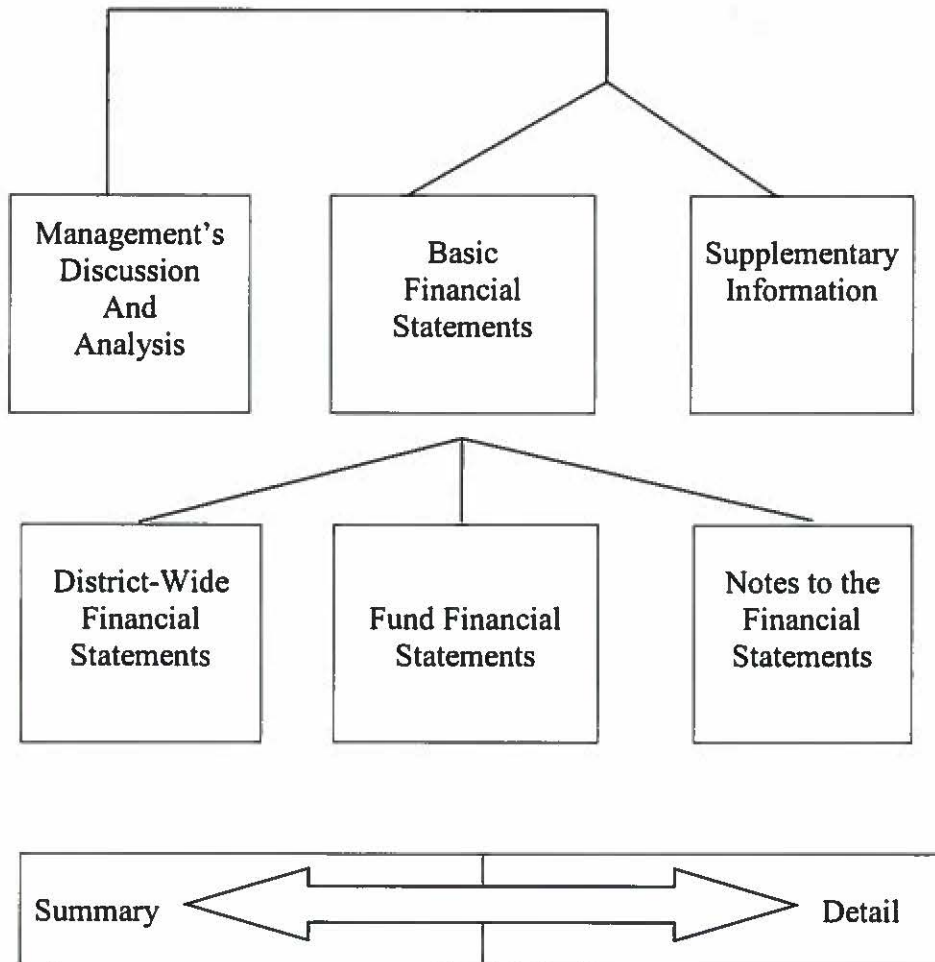 Management's
Discussion
And
Analysis
Basic
Financial
Statements
Supplementary
Information
District-Wide
Financial
Statements
Fund Financial
Statements
Notes to the
Financial
Statements
Summary
Detail